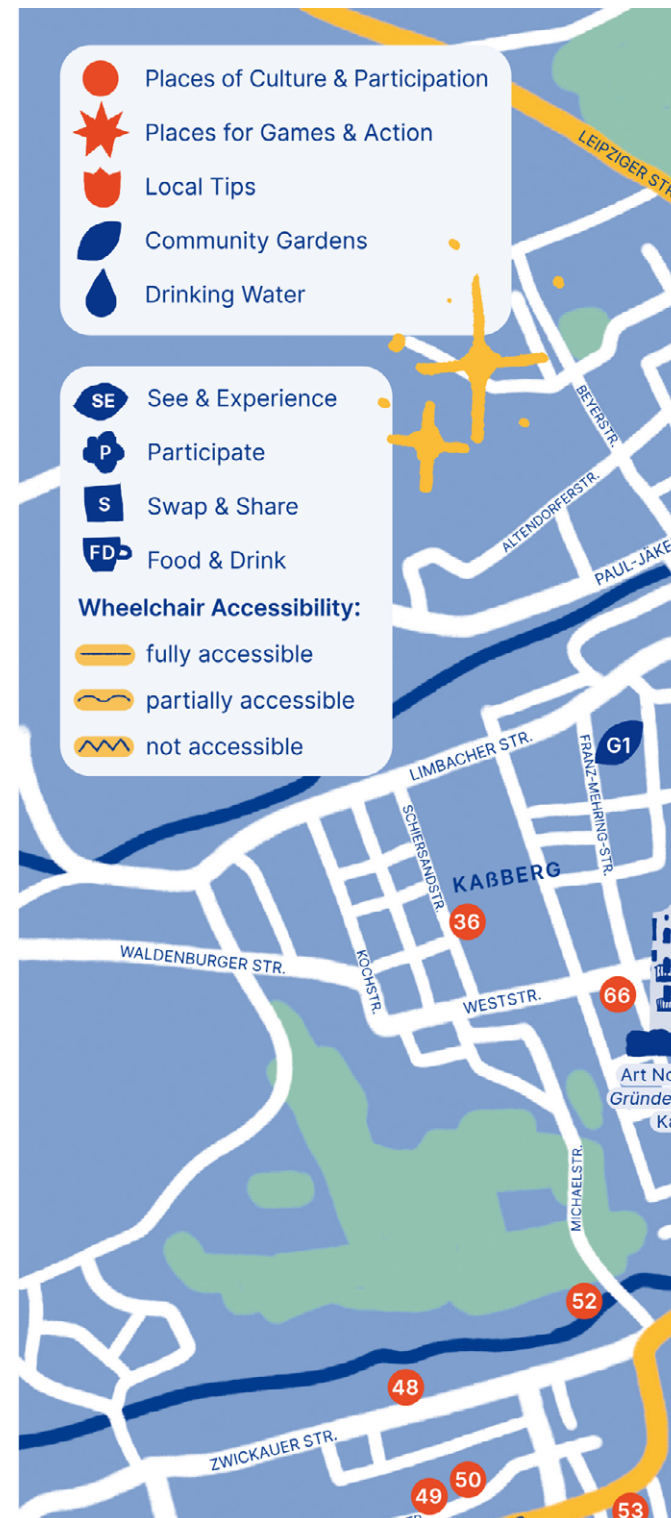 Places of Culture & Participation
Places for Games & Action
Local Tips
Community Gardens
Drinking Water
SE See & Experience
P Participate
S Swap & Share
FD Food & Drink
Wheelchair Accessibility:
fully accessible
partially accessible
not accessible
LEIPZIGER STR
BEYERSTR.
ALTENDORFERSTR.
PAUL-JÄKE
LIMBACHER STR.
FRANZ-MEHRING-STR.
G1
SCHIERSANDSTR.
KAẞBERG
36
WALDENBURGER STR.
KOCHSTR.
WESTSTR.
66
Art No
Gründe
Ka
MICHAELSTR.
52
48
ZWICKAUER STR.
50
49
53